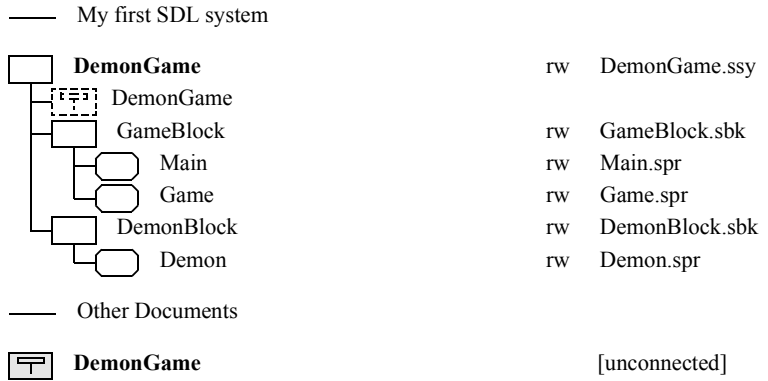 My first SDL system
DemonGame rw DemonGame.ssy
DemonGame
GameBlock rw GameBlock.sbk
Main rw Main.spr
Game rw Game.spr
DemonBlock rw DemonBlock.sbk
Demon rw Demon.spr
Other Documents
DemonGame [unconnected]